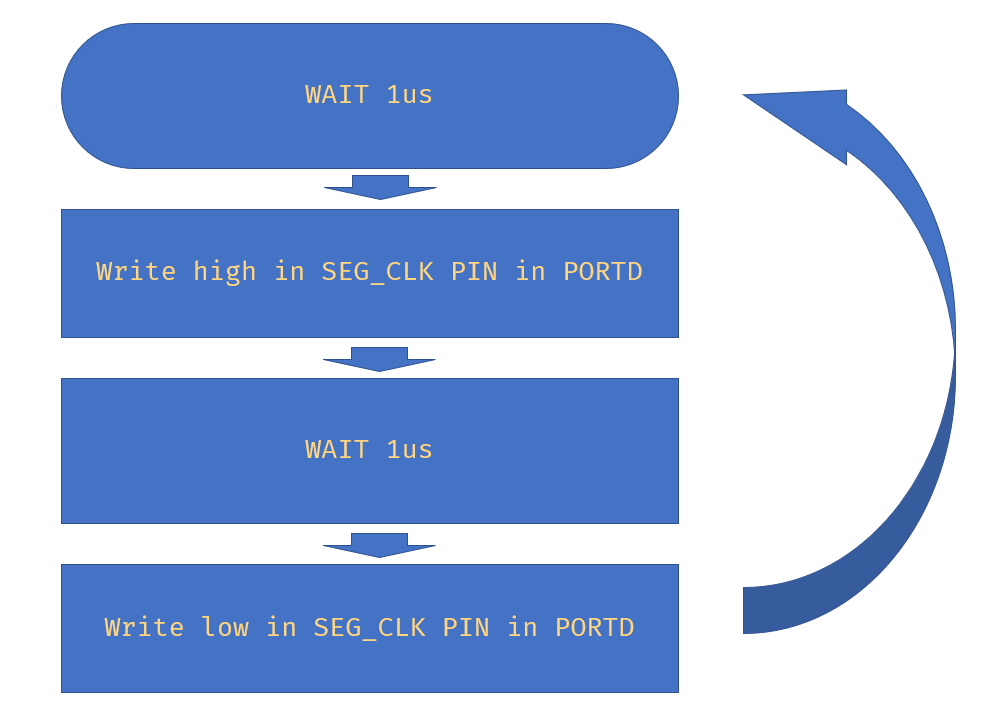 WAIT 1us
Write high in SEG_CLK PIN in PORTD
WAIT 1us
Write low in SEG_CLK PIN in PORTD